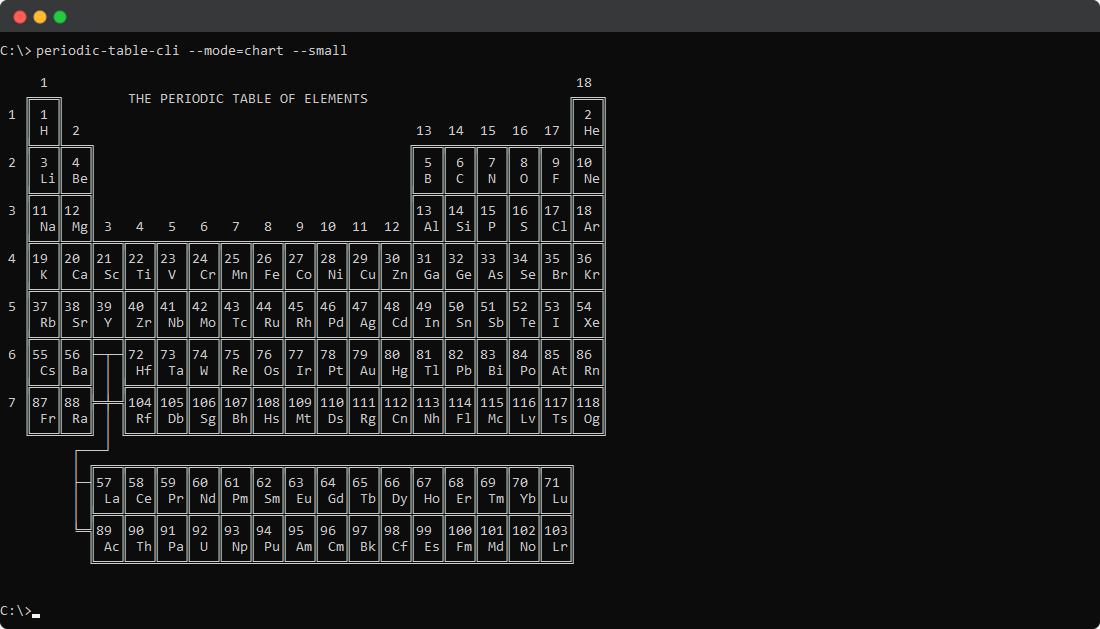 C:\>periodic-table-cli --mode=chart --small
1 18
THE PERIODIC TABLE OF ELEMENTS
1 1 2
H 2 13 14 15 16 17 He
2 3 4 5 6 7 8 9 10
Li Be B C N O F Ne
3 11 12 13 14 15 16 17 18
Na Mg 3 4 5 6 7 8 9 10 11 12 Al Si P S Cl Ar
4 19 20 21 22 23 24 25 26 27 28 29 30 31 32 33 34 35 36
K Ca Sc Ti V Cr Mn Fe Co Ni Cu Zn Ga Ge As Se Br Kr
5 37 38 39 40 41 42 43 44 45 46 47 48 49 50 51 52 53 54
Rb Sr Y Zr Nb Mo Tc Ru Rh Pd Ag Cd In Sn Sb Te I Xe
6 55 56 72 73 74 75 76 77 78 79 80 81 82 83 84 85 86
Cs Ba Hf Ta W Re Os Ir Pt Au Hg Tl Pb Bi Po At Rn
7 87 88 104 105 106 107 108 109 110 111 112 113 114 115 116 117 118
Fr Ra Rf Db Sg Bh Hs Mt Ds Rg Cn Nh Fl Mc Lv Ts Og
57 58 59 60 61 62 63 64 65 66 67 68 69 70 71
La Ce Pr Nd Pm Sm Eu Gd Tb Dy Ho Er Tm Yb Lu
89 90 91 92 93 94 95 96 97 98 99 100 101 102 103
Ac Th Pa U Np Pu Am Cm Bk Cf Es Fm Md No Lr
C:\>